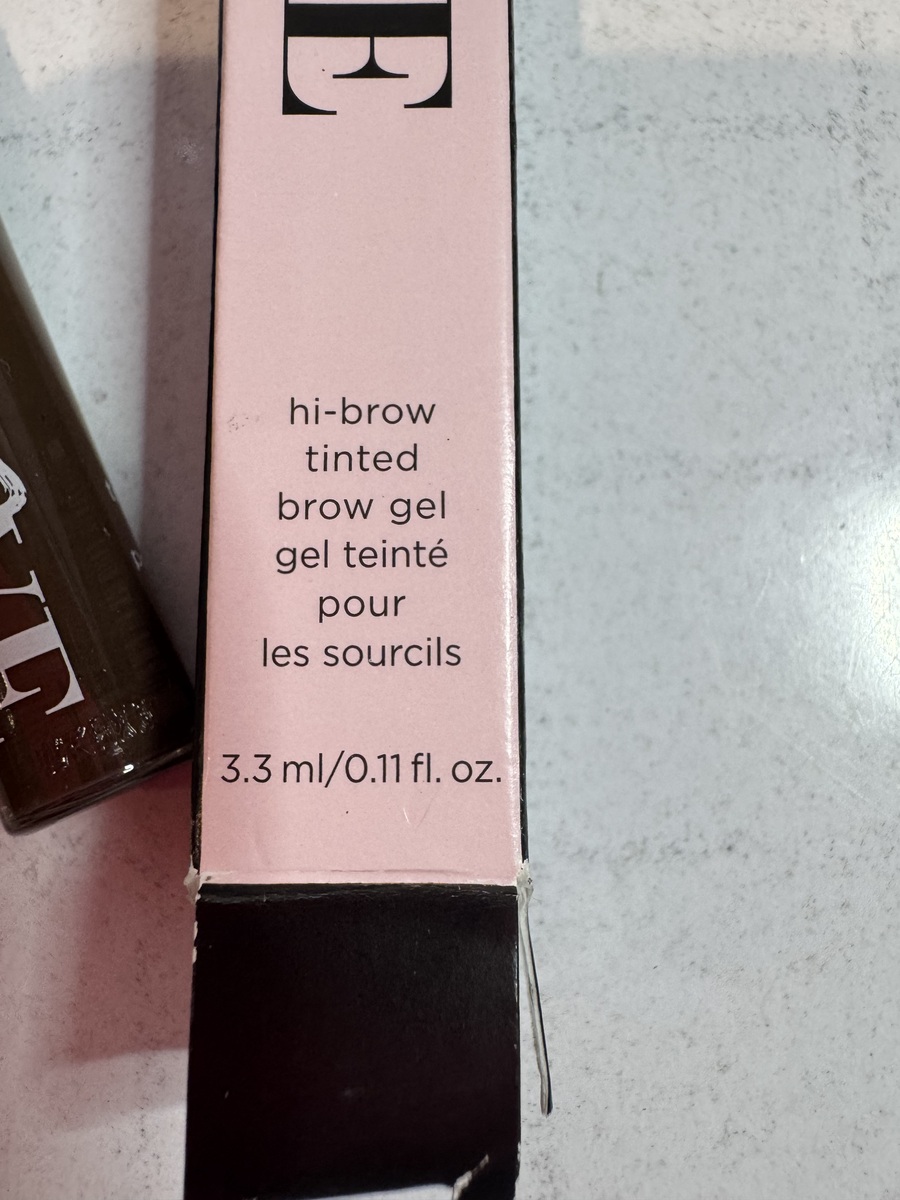 E
hi-brow
tinted
brow gel
gel teinté
pour
les sourcils
3.3 ml/0.11 fl. oz.